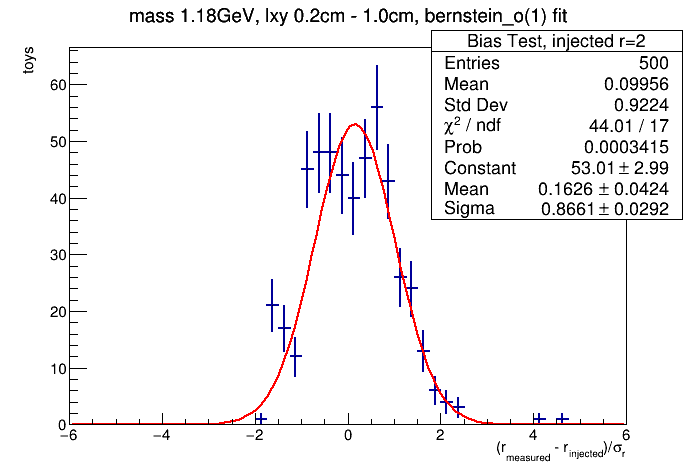 mass 1.18GeV, lxy 0.2cm - 1.0cm, bernstein_o(1) fit
Bias Test, injected r=2
Entries 500
Mean 0.09956
Std Dev 0.9224
χ² / ndf 44.01 / 17
Prob 0.0003415
Constant 53.01 ± 2.99
Mean 0.1626 ± 0.0424
Sigma 0.8661 ± 0.0292
toys
60
50
40
30
20
10
0
−6 −4 −2 0 2 4 6
(r_measured - r_injected)/σ_r